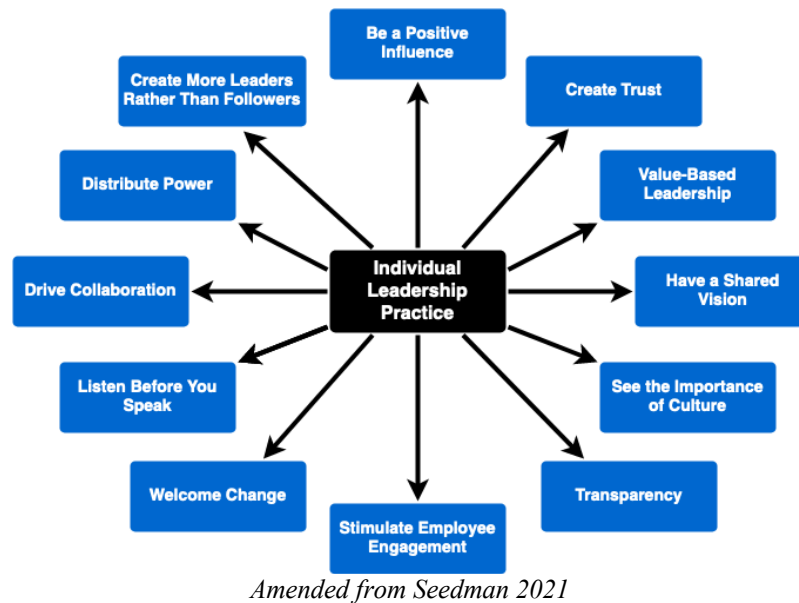 Be a Positive
Influence
Create More Leaders
Rather Than Followers
Create Trust
Distribute Power
Value-Based
Leadership
Individual
Leadership
Practice
Drive Collaboration
Have a Shared
Vision
Listen Before You
Speak
See the Importance
of Culture
Welcome Change
Transparency
Stimulate Employee
Engagement
Amended from Seedman 2021